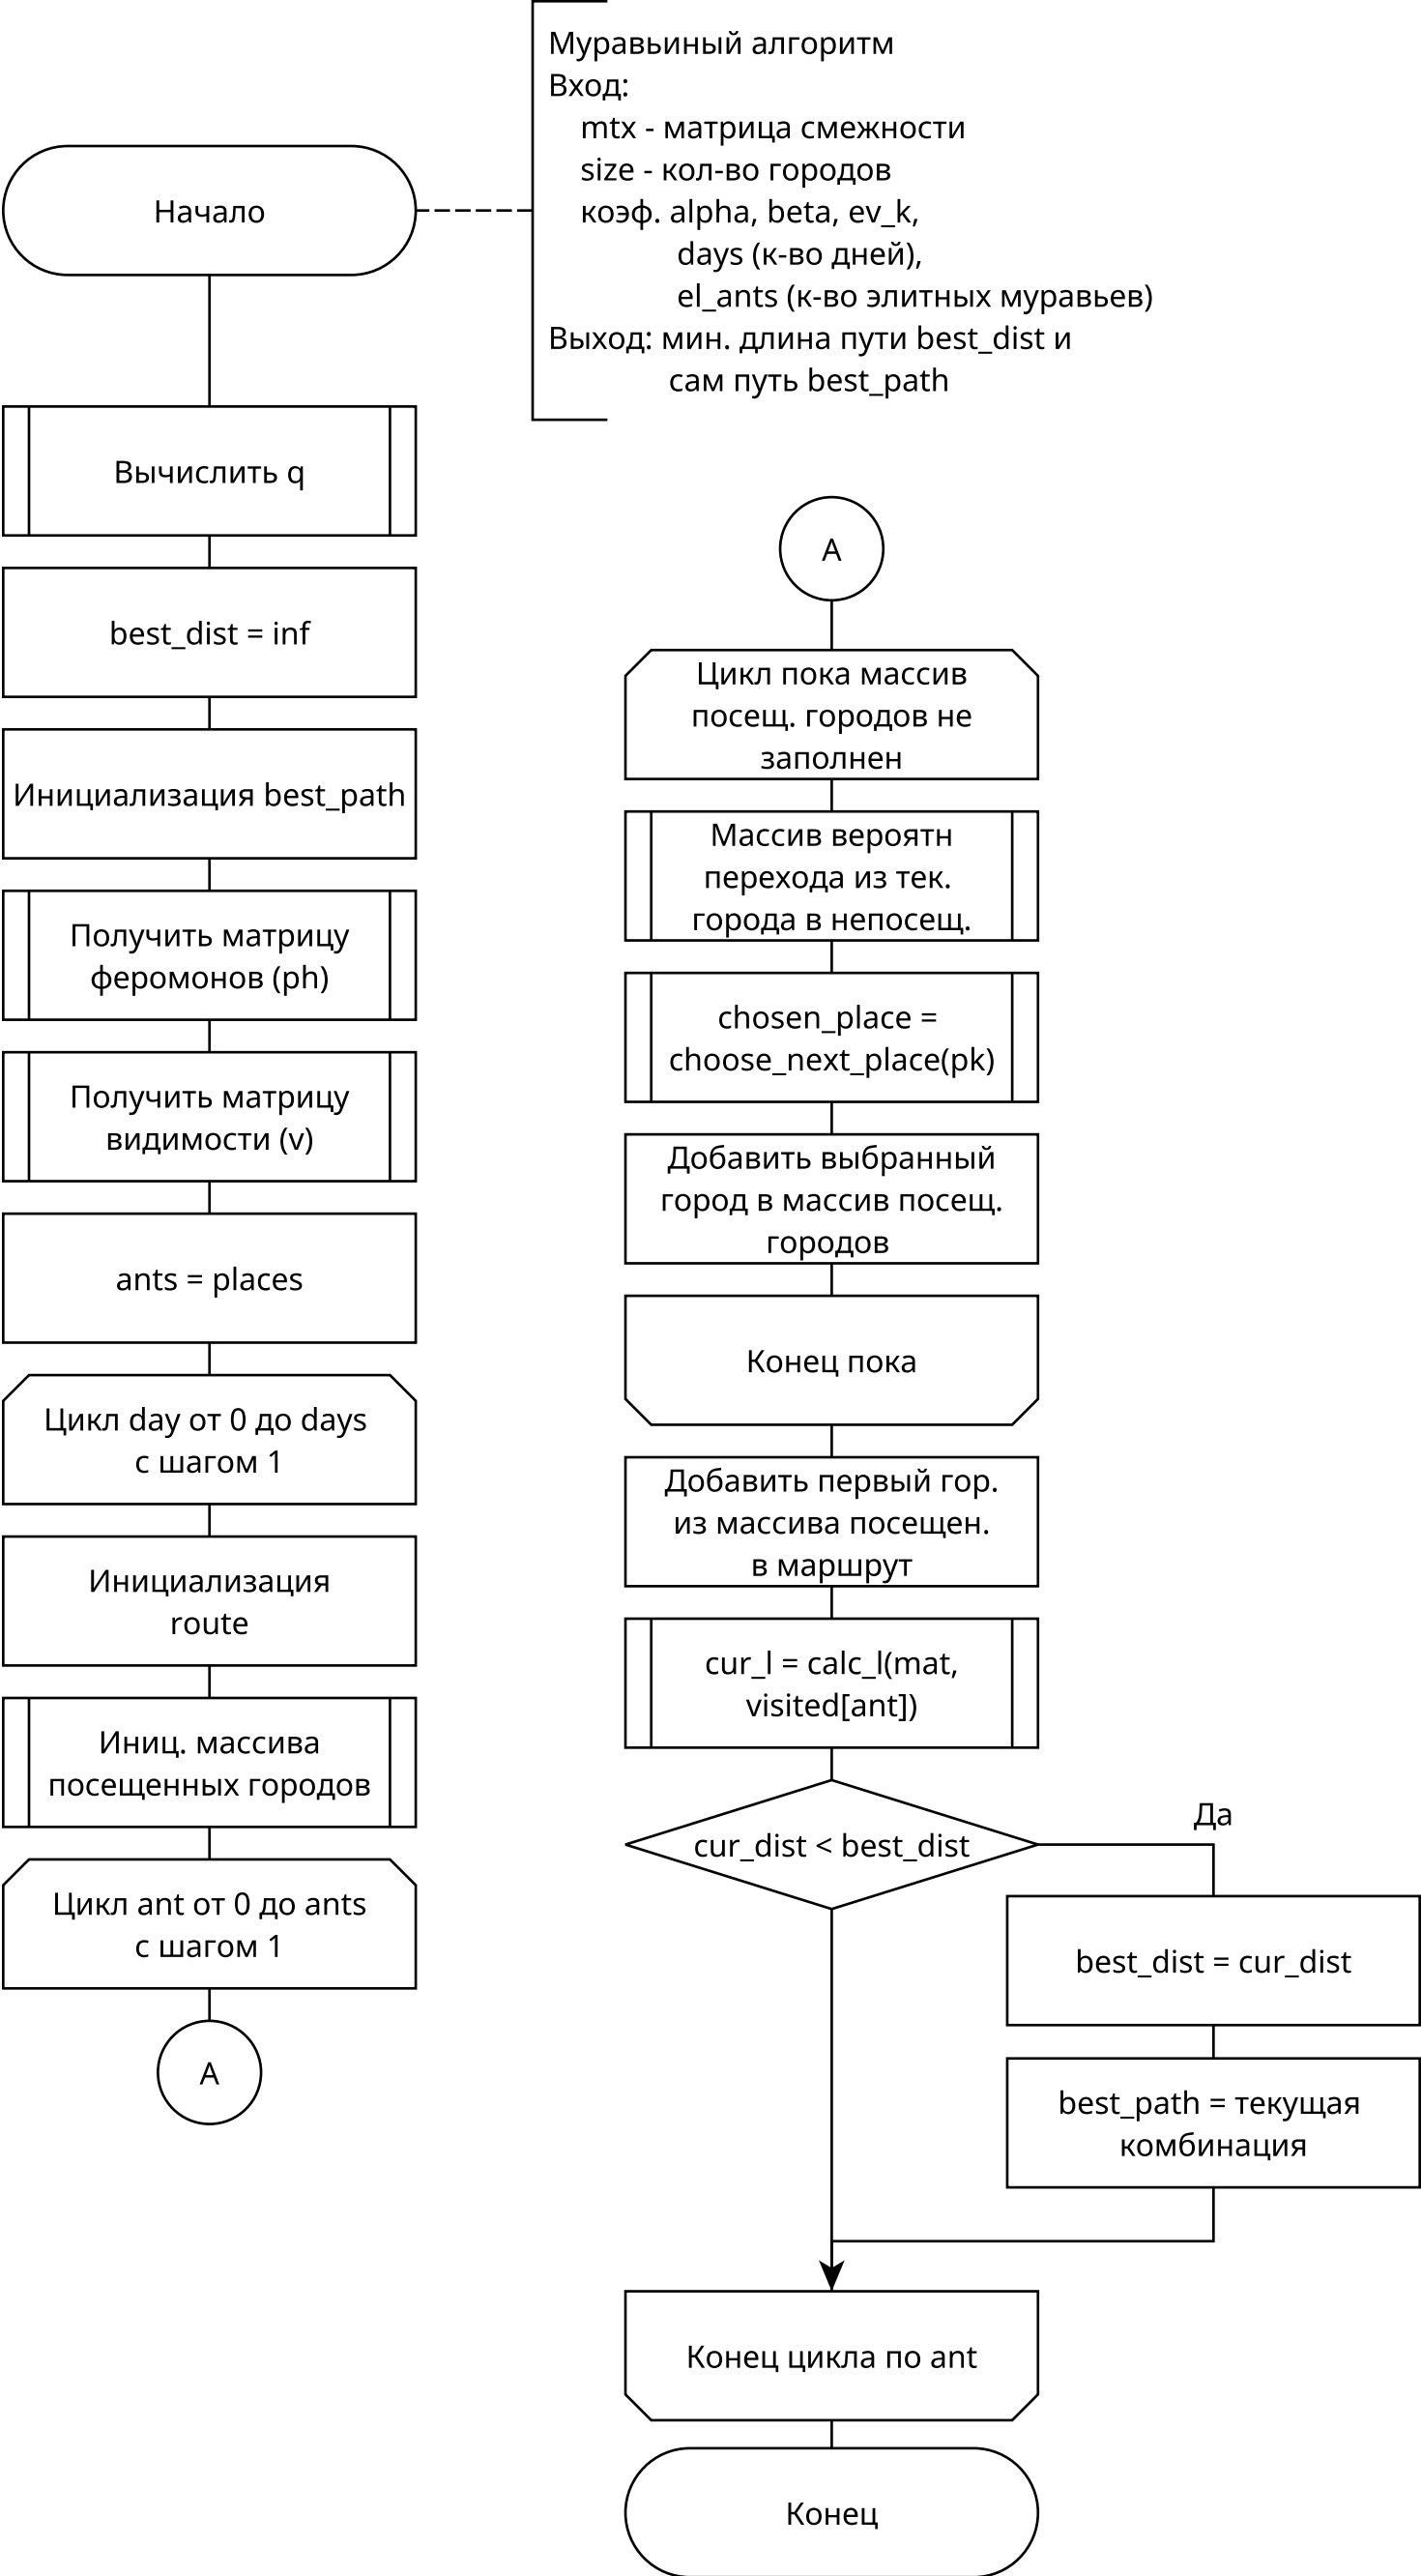 Муравьиный алгоритм
Вход:
mtx - матрица смежности
size - кол-во городов
коэф. alpha, beta, ev_k,
days (к-во дней),
el_ants (к-во элитных муравьев)
Выход: мин. длина пути best_dist и
сам путь best_path
Начало
Вычислить q
best_dist = inf
Инициализация best_path
Получить матрицу
феромонов (ph)
Получить матрицу
видимости (v)
ants = places
Цикл day от 0 до days
с шагом 1
Инициализация
route
Иниц. массива
посещенных городов
Цикл ant от 0 до ants
с шагом 1
A
A
Цикл пока массив
посещ. городов не
заполнен
Массив вероятн
перехода из тек.
города в непосещ.
chosen_place =
choose_next_place(pk)
Добавить выбранный
город в массив посещ.
городов
Конец пока
Добавить первый гор.
из массива посещен.
в маршрут
cur_l = calc_l(mat,
visited[ant])
cur_dist < best_dist
Да
best_dist = cur_dist
best_path = текущая
комбинация
Конец цикла по ant
Конец